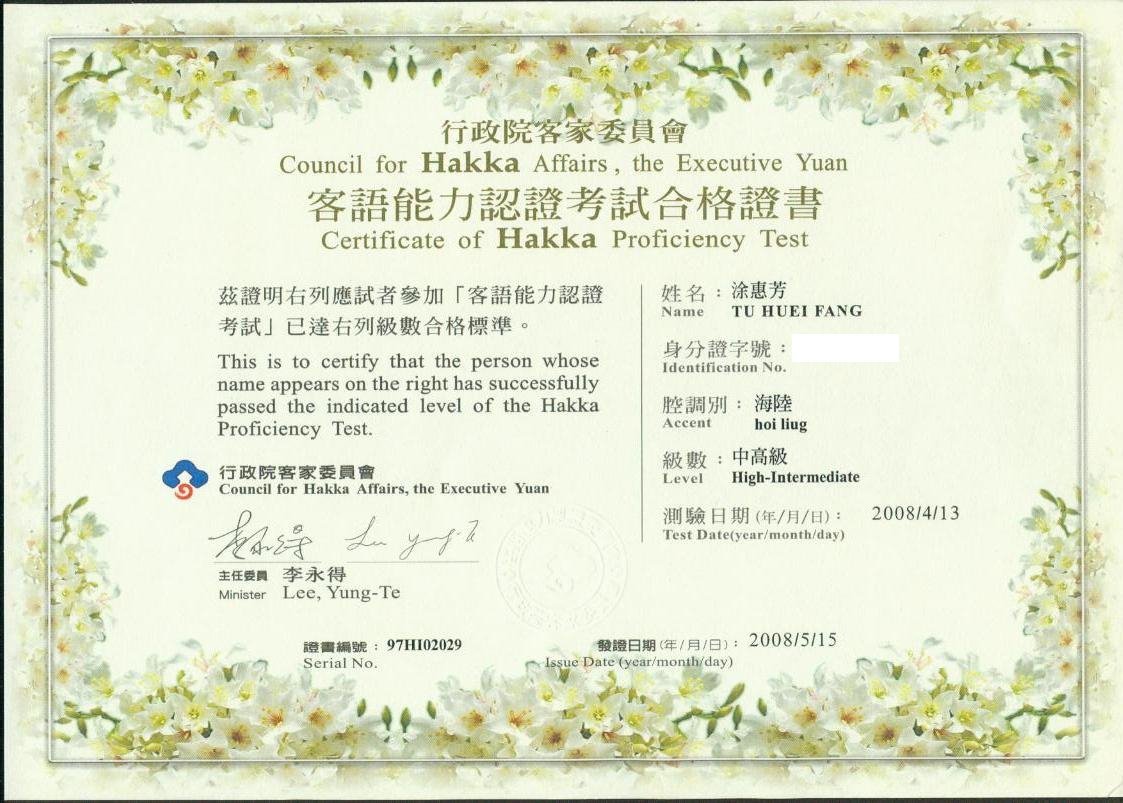 行政院客家委員會
Council for Hakka Affairs, the Executive Yuan
客語能力認證考試合格證書
Certificate of Hakka Proficiency Test
茲證明右列應試者參加「客語能力認證
考試」已達右列級數合格標準。
This is to certify that the person whose
name appears on the right has successfully
passed the indicated level of the Hakka
Proficiency Test.
行政院客家委員會
Council for Hakka Affairs, the Executive Yuan
李永得 Lee Yung-Te
主任委員 李永得
Minister Lee, Yung-Te
姓名：涂惠芳
Name TU HUEI FANG
身分證字號：
Identification No.
腔調別：海陸
Accent hoi liug
級數：中高級
Level High-Intermediate
測驗日期(年/月/日)： 2008/4/13
Test Date(year/month/day)
證書編號：97HI02029
Serial No.
發證日期(年/月/日)：2008/5/15
Issue Date (year/month/day)